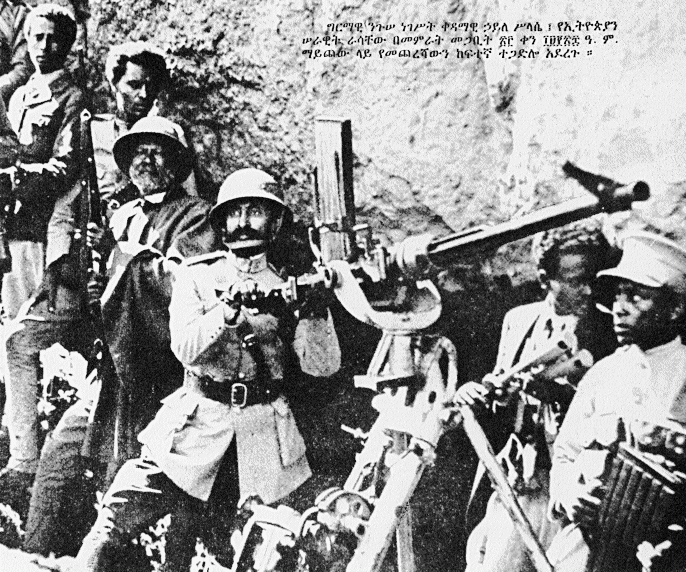 ግርማዊ ንጉሠ ነገሥት ቀዳማዊ ኃይለ ሥላሴ ፤ የኢትዮጵያን
ሠራዊት ራሳቸው በመምራት መጋቢት ፳፫ ቀን ፲፱፻፳፰ ዓ. ም.
ማይጨው ላይ የመጨረሻውን ከፍተኛ ተጋድሎ አደረጉ ።